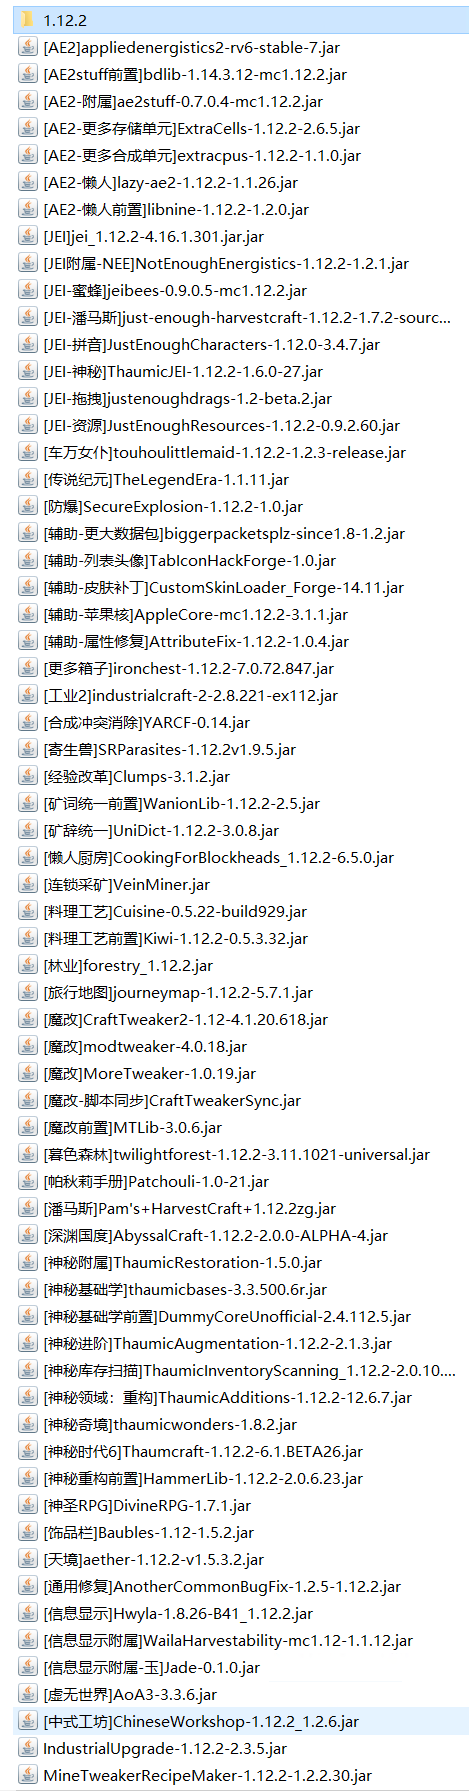 1.12.2
[AE2]appliedenergistics2-rv6-stable-7.jar
[AE2stuff前置]bdlib-1.14.3.12-mc1.12.2.jar
[AE2-附属]ae2stuff-0.7.0.4-mc1.12.2.jar
[AE2-更多存储单元]ExtraCells-1.12.2-2.6.5.jar
[AE2-更多合成单元]extracpus-1.12.2-1.1.0.jar
[AE2-懒人]lazy-ae2-1.12.2-1.1.26.jar
[AE2-懒人前置]libnine-1.12.2-1.2.0.jar
[JEI]jei_1.12.2-4.16.1.301.jar.jar
[JEI附属-NEE]NotEnoughEnergistics-1.12.2-1.2.1.jar
[JEI-蜜蜂]jeibees-0.9.0.5-mc1.12.2.jar
[JEI-潘马斯]just-enough-harvestcraft-1.12.2-1.7.2-sourc...
[JEI-拼音]JustEnoughCharacters-1.12.0-3.4.7.jar
[JEI-神秘]ThaumicJEI-1.12.2-1.6.0-27.jar
[JEI-拖拽]justenoughdrags-1.2-beta.2.jar
[JEI-资源]JustEnoughResources-1.12.2-0.9.2.60.jar
[车万女仆]touhoulittlemaid-1.12.2-1.2.3-release.jar
[传说纪元]TheLegendEra-1.1.11.jar
[防爆]SecureExplosion-1.12.2-1.0.jar
[辅助-更大数据包]biggerpacketsplz-since1.8-1.2.jar
[辅助-列表头像]TabIconHackForge-1.0.jar
[辅助-皮肤补丁]CustomSkinLoader_Forge-14.11.jar
[辅助-苹果核]AppleCore-mc1.12.2-3.1.1.jar
[辅助-属性修复]AttributeFix-1.12.2-1.0.4.jar
[更多箱子]ironchest-1.12.2-7.0.72.847.jar
[工业2]industrialcraft-2-2.8.221-ex112.jar
[合成冲突消除]YARCF-0.14.jar
[寄生兽]SRParasites-1.12.2v1.9.5.jar
[经验改革]Clumps-3.1.2.jar
[矿词统一前置]WanionLib-1.12.2-2.5.jar
[矿辞统一]UniDict-1.12.2-3.0.8.jar
[懒人厨房]CookingForBlockheads_1.12.2-6.5.0.jar
[连锁采矿]VeinMiner.jar
[料理工艺]Cuisine-0.5.22-build929.jar
[料理工艺前置]Kiwi-1.12.2-0.5.3.32.jar
[林业]forestry_1.12.2.jar
[旅行地图]journeymap-1.12.2-5.7.1.jar
[魔改]CraftTweaker2-1.12-4.1.20.618.jar
[魔改]modtweaker-4.0.18.jar
[魔改]MoreTweaker-1.0.19.jar
[魔改-脚本同步]CraftTweakerSync.jar
[魔改前置]MTLib-3.0.6.jar
[暮色森林]twilightforest-1.12.2-3.11.1021-universal.jar
[帕秋莉手册]Patchouli-1.0-21.jar
[潘马斯]Pam's+HarvestCraft+1.12.2zg.jar
[深渊国度]AbyssalCraft-1.12.2-2.0.0-ALPHA-4.jar
[神秘附属]ThaumicRestoration-1.5.0.jar
[神秘基础学]thaumicbases-3.3.500.6r.jar
[神秘基础学前置]DummyCoreUnofficial-2.4.112.5.jar
[神秘进阶]ThaumicAugmentation-1.12.2-2.1.3.jar
[神秘库存扫描]ThaumicInventoryScanning_1.12.2-2.0.10....
[神秘领域：重构]ThaumicAdditions-1.12.2-12.6.7.jar
[神秘奇境]thaumicwonders-1.8.2.jar
[神秘时代6]Thaumcraft-1.12.2-6.1.BETA26.jar
[神秘重构前置]HammerLib-1.12.2-2.0.6.23.jar
[神圣RPG]DivineRPG-1.7.1.jar
[饰品栏]Baubles-1.12-1.5.2.jar
[天境]aether-1.12.2-v1.5.3.2.jar
[通用修复]AnotherCommonBugFix-1.2.5-1.12.2.jar
[信息显示]Hwyla-1.8.26-B41_1.12.2.jar
[信息显示附属]WailaHarvestability-mc1.12-1.1.12.jar
[信息显示附属-玉]Jade-0.1.0.jar
[虚无世界]AoA3-3.3.6.jar
[中式工坊]ChineseWorkshop-1.12.2_1.2.6.jar
IndustrialUpgrade-1.12.2-2.3.5.jar
MineTweakerRecipeMaker-1.12.2-1.2.2.30.jar